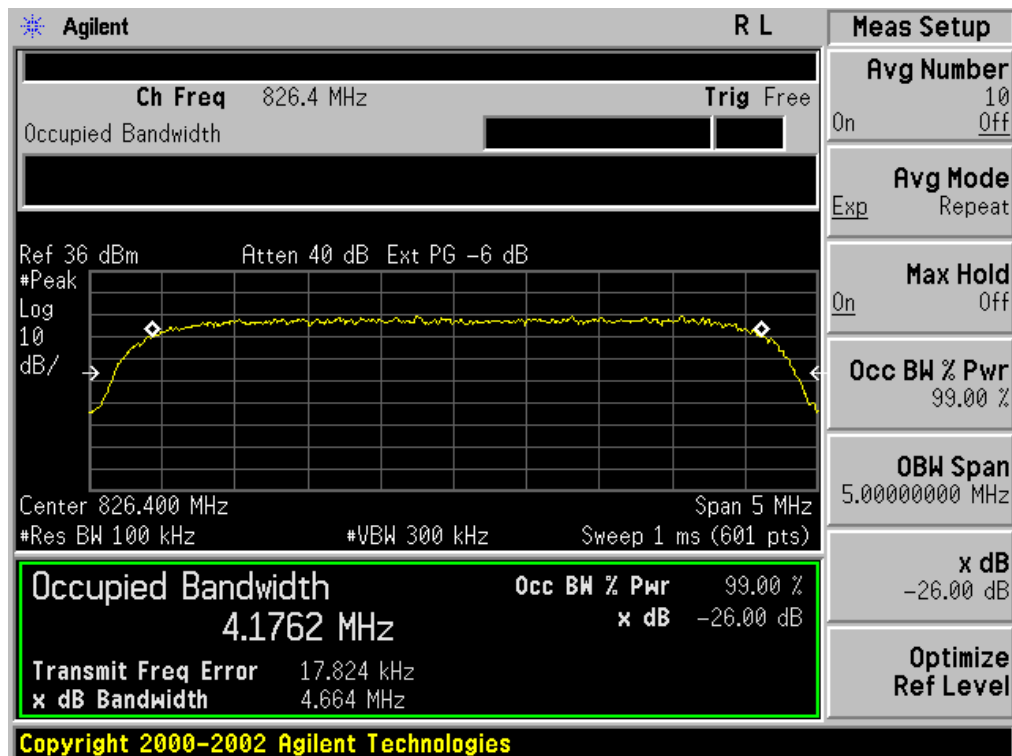 Agilent R L
Ch Freq 826.4 MHz Trig Free
Occupied Bandwidth
Ref 36 dBm Atten 40 dB Ext PG -6 dB
#Peak
Log
10
dB/
Center 826.400 MHz Span 5 MHz
#Res BW 100 kHz #VBW 300 kHz Sweep 1 ms (601 pts)
Occupied Bandwidth Occ BW % Pwr 99.00 %
4.1762 MHz x dB -26.00 dB
Transmit Freq Error 17.824 kHz
x dB Bandwidth 4.664 MHz
Copyright 2000-2002 Agilent Technologies
Meas Setup
Avg Number
10
On Off
Avg Mode
Exp Repeat
Max Hold
On Off
Occ BW % Pwr
99.00 %
OBW Span
5.00000000 MHz
x dB
-26.00 dB
Optimize
Ref Level